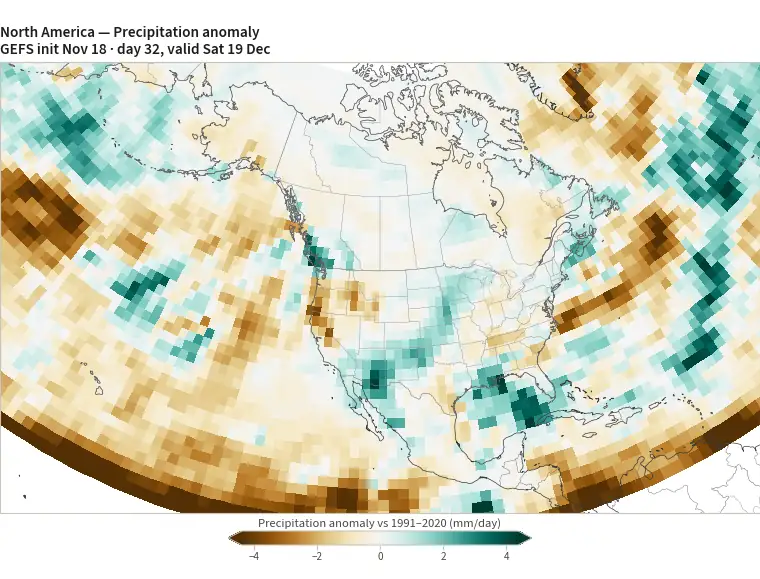 North America — Precipitation anomaly
GEFS init Nov 18 · day 32, valid Sat 19 Dec
Precipitation anomaly vs 1991–2020 (mm/day)
−4 −2 0 2 4